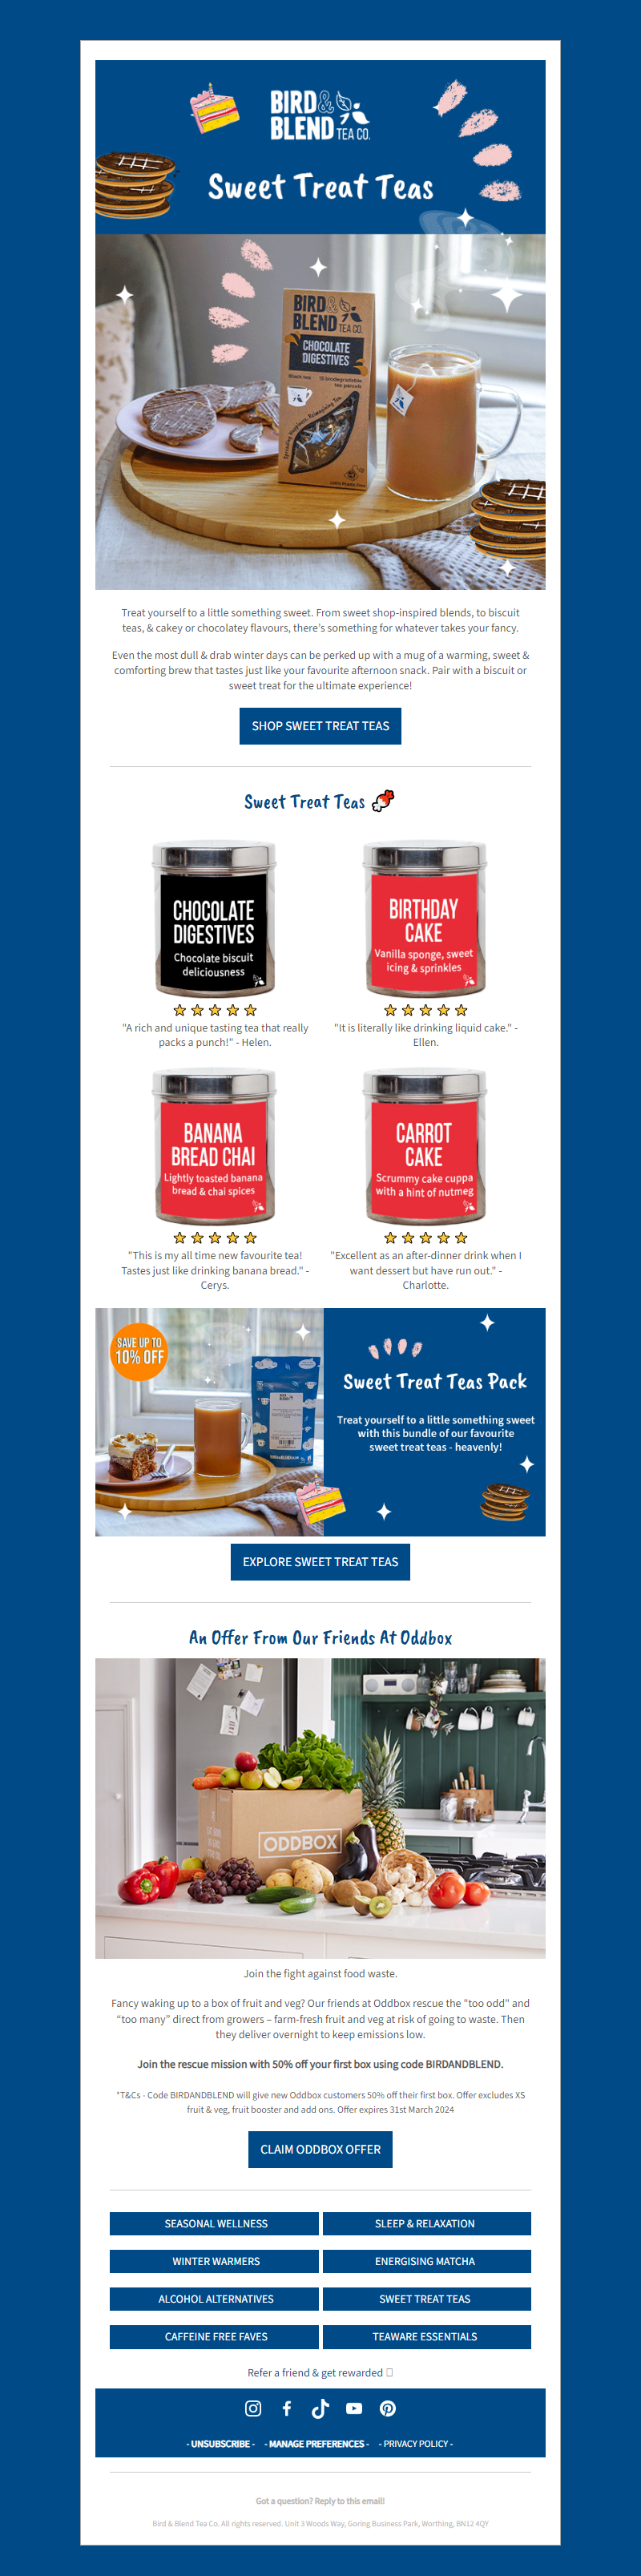 BIRD & BLEND TEA CO.
Sweet Treat Teas
BIRD & BLEND TEA CO.
CHOCOLATE
DIGESTIVES
Black tea 15 biodegradable
tea parcels
Spreading Happiness, Reimagining Tea
100% Plastic Free
Treat yourself to a little something sweet. From sweet shop-inspired blends, to biscuit
teas, & cakey or chocolatey flavours, there's something for whatever takes your fancy.
Even the most dull & drab winter days can be perked up with a mug of a warming, sweet &
comforting brew that tastes just like your favourite afternoon snack. Pair with a biscuit or
sweet treat for the ultimate experience!
SHOP SWEET TREAT TEAS
Sweet Treat Teas 🍬
CHOCOLATE
DIGESTIVES
Chocolate biscuit
deliciousness
"A rich and unique tasting tea that really
packs a punch!" - Helen.
BIRTHDAY
CAKE
Vanilla sponge, sweet
icing & sprinkles
"It is literally like drinking liquid cake." -
Ellen.
BANANA
BREAD CHAI
Lightly toasted banana
bread & chai spices
"This is my all time new favourite tea!
Tastes just like drinking banana bread." -
Cerys.
CARROT
CAKE
Scrummy cake cuppa
with a hint of nutmeg
"Excellent as an after-dinner drink when I
want dessert but have run out." -
Charlotte.
SAVE UP TO
10% OFF
Sweet Treat Teas Pack
Treat yourself to a little something sweet
with this bundle of our favourite
sweet treat teas - heavenly!
EXPLORE SWEET TREAT TEAS
An Offer From Our Friends At Oddbox
ODDBOX
Join the fight against food waste.
Fancy waking up to a box of fruit and veg? Our friends at Oddbox rescue the "too odd" and
"too many" direct from growers – farm-fresh fruit and veg at risk of going to waste. Then
they deliver overnight to keep emissions low.
Join the rescue mission with 50% off your first box using code BIRDANDBLEND.
*T&Cs - Code BIRDANDBLEND will give new Oddbox customers 50% off their first box. Offer excludes XS
fruit & veg, fruit booster and add ons. Offer expires 31st March 2024
CLAIM ODDBOX OFFER
SEASONAL WELLNESS
SLEEP & RELAXATION
WINTER WARMERS
ENERGISING MATCHA
ALCOHOL ALTERNATIVES
SWEET TREAT TEAS
CAFFEINE FREE FAVES
TEAWARE ESSENTIALS
Refer a friend & get rewarded
- UNSUBSCRIBE - - MANAGE PREFERENCES - - PRIVACY POLICY -
Got a question? Reply to this email!
Bird & Blend Tea Co. All rights reserved. Unit 3 Woods Way, Goring Business Park, Worthing, BN12 4QY